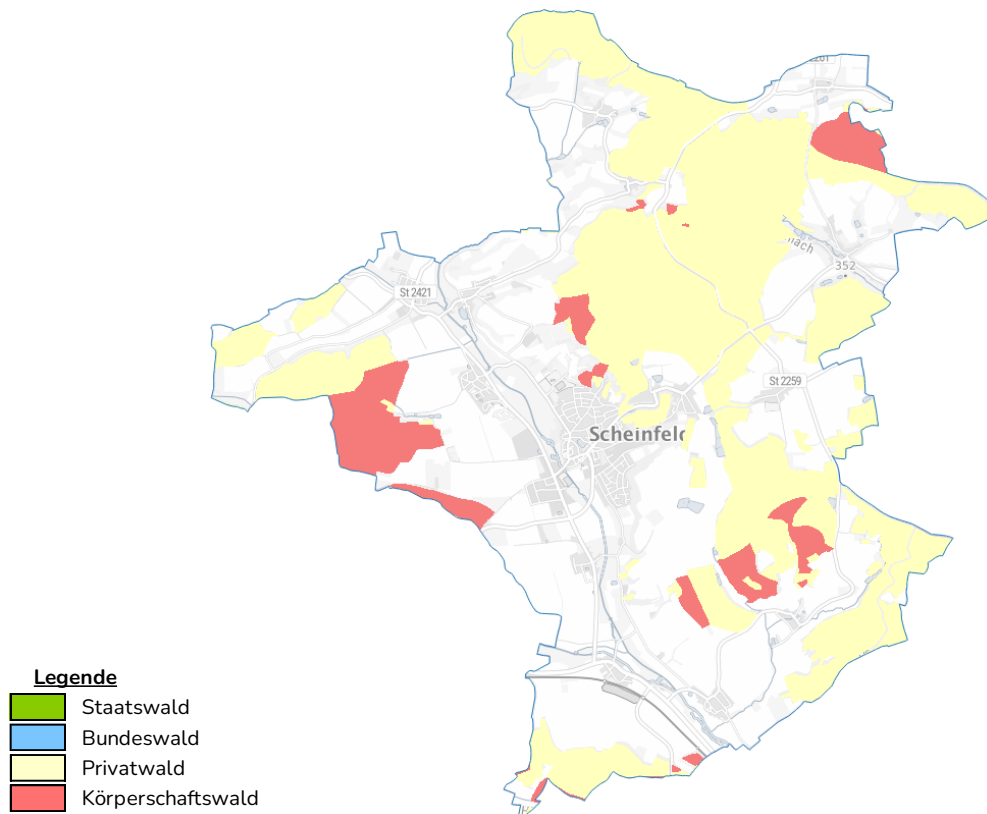 352
St 2421
St 2259
Scheinfeld
Legende
Staatswald
Bundeswald
Privatwald
Körperschaftswald